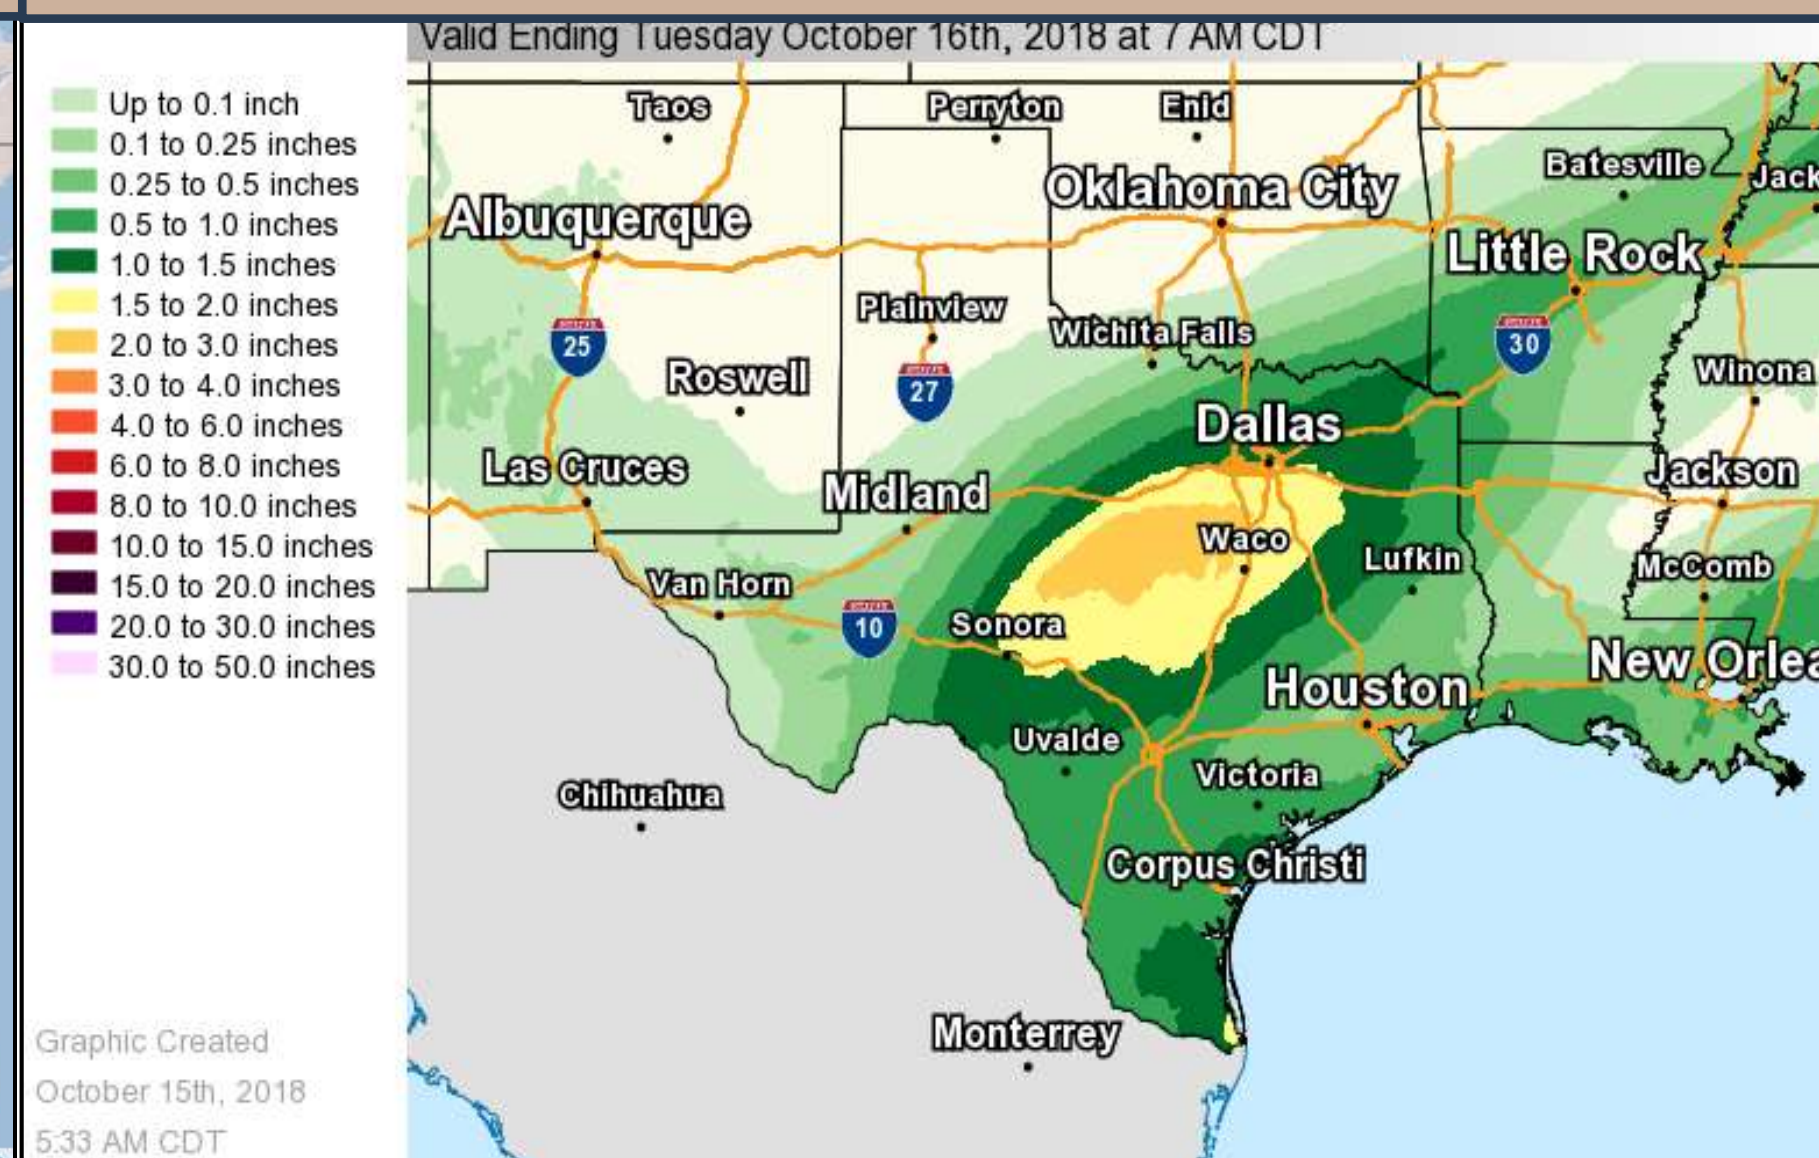 Valid Ending Tuesday October 16th, 2018 at 7 AM CDT
Up to 0.1 inch
0.1 to 0.25 inches
0.25 to 0.5 inches
0.5 to 1.0 inches
1.0 to 1.5 inches
1.5 to 2.0 inches
2.0 to 3.0 inches
3.0 to 4.0 inches
4.0 to 6.0 inches
6.0 to 8.0 inches
8.0 to 10.0 inches
10.0 to 15.0 inches
15.0 to 20.0 inches
20.0 to 30.0 inches
30.0 to 50.0 inches
Graphic Created
October 15th, 2018
5:33 AM CDT
Taos
Perryton
Enid
Batesville
Jack
Albuquerque
Oklahoma City
Little Rock
Plainview
Wichita Falls
25
30
Roswell
27
Winona
Dallas
Las Cruces
Midland
Jackson
Waco
Lufkin
McComb
Van Horn
10
Sonora
Houston
New Orlea
Uvalde
Victoria
Chihuahua
Corpus Christi
Monterrey